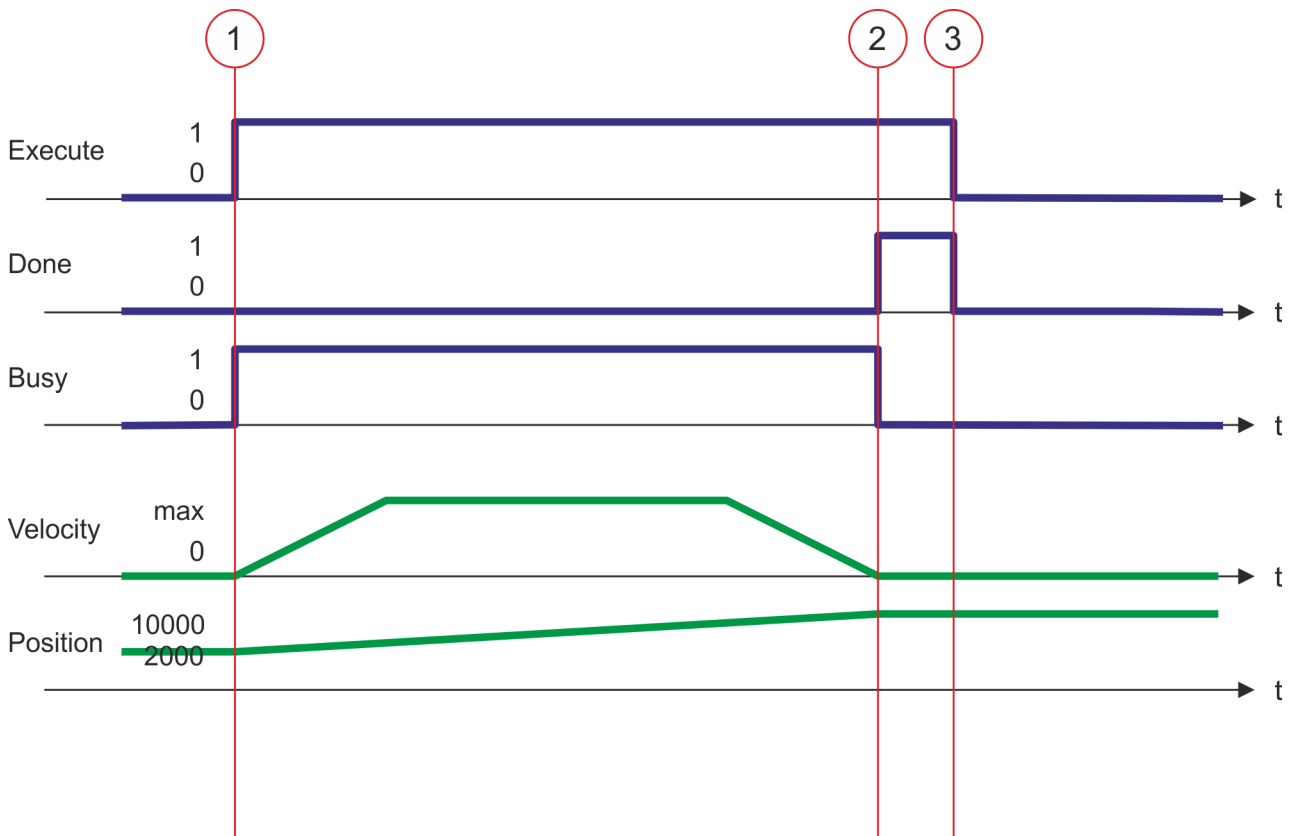 1 2 3
Execute 1
0
t
Done 1
0
t
Busy 1
0
t
Velocity max
0
t
Position 10000
2000
t